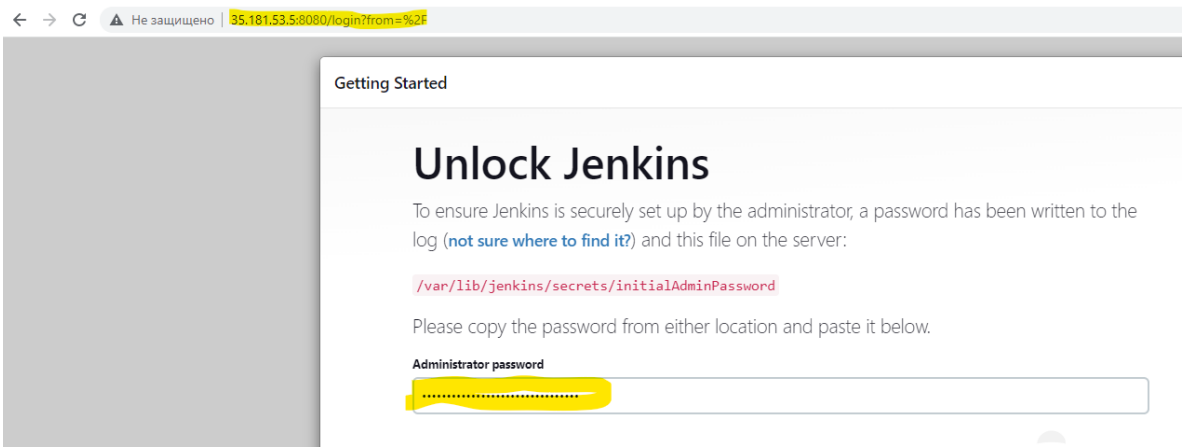 Не защищено 35.181.53.5:8080/login?from=%2F
Getting Started
Unlock Jenkins
To ensure Jenkins is securely set up by the administrator, a password has been written to the
log (not sure where to find it?) and this file on the server:
/var/lib/jenkins/secrets/initialAdminPassword
Please copy the password from either location and paste it below.
Administrator password
••••••••••••••••••••••••••••••••